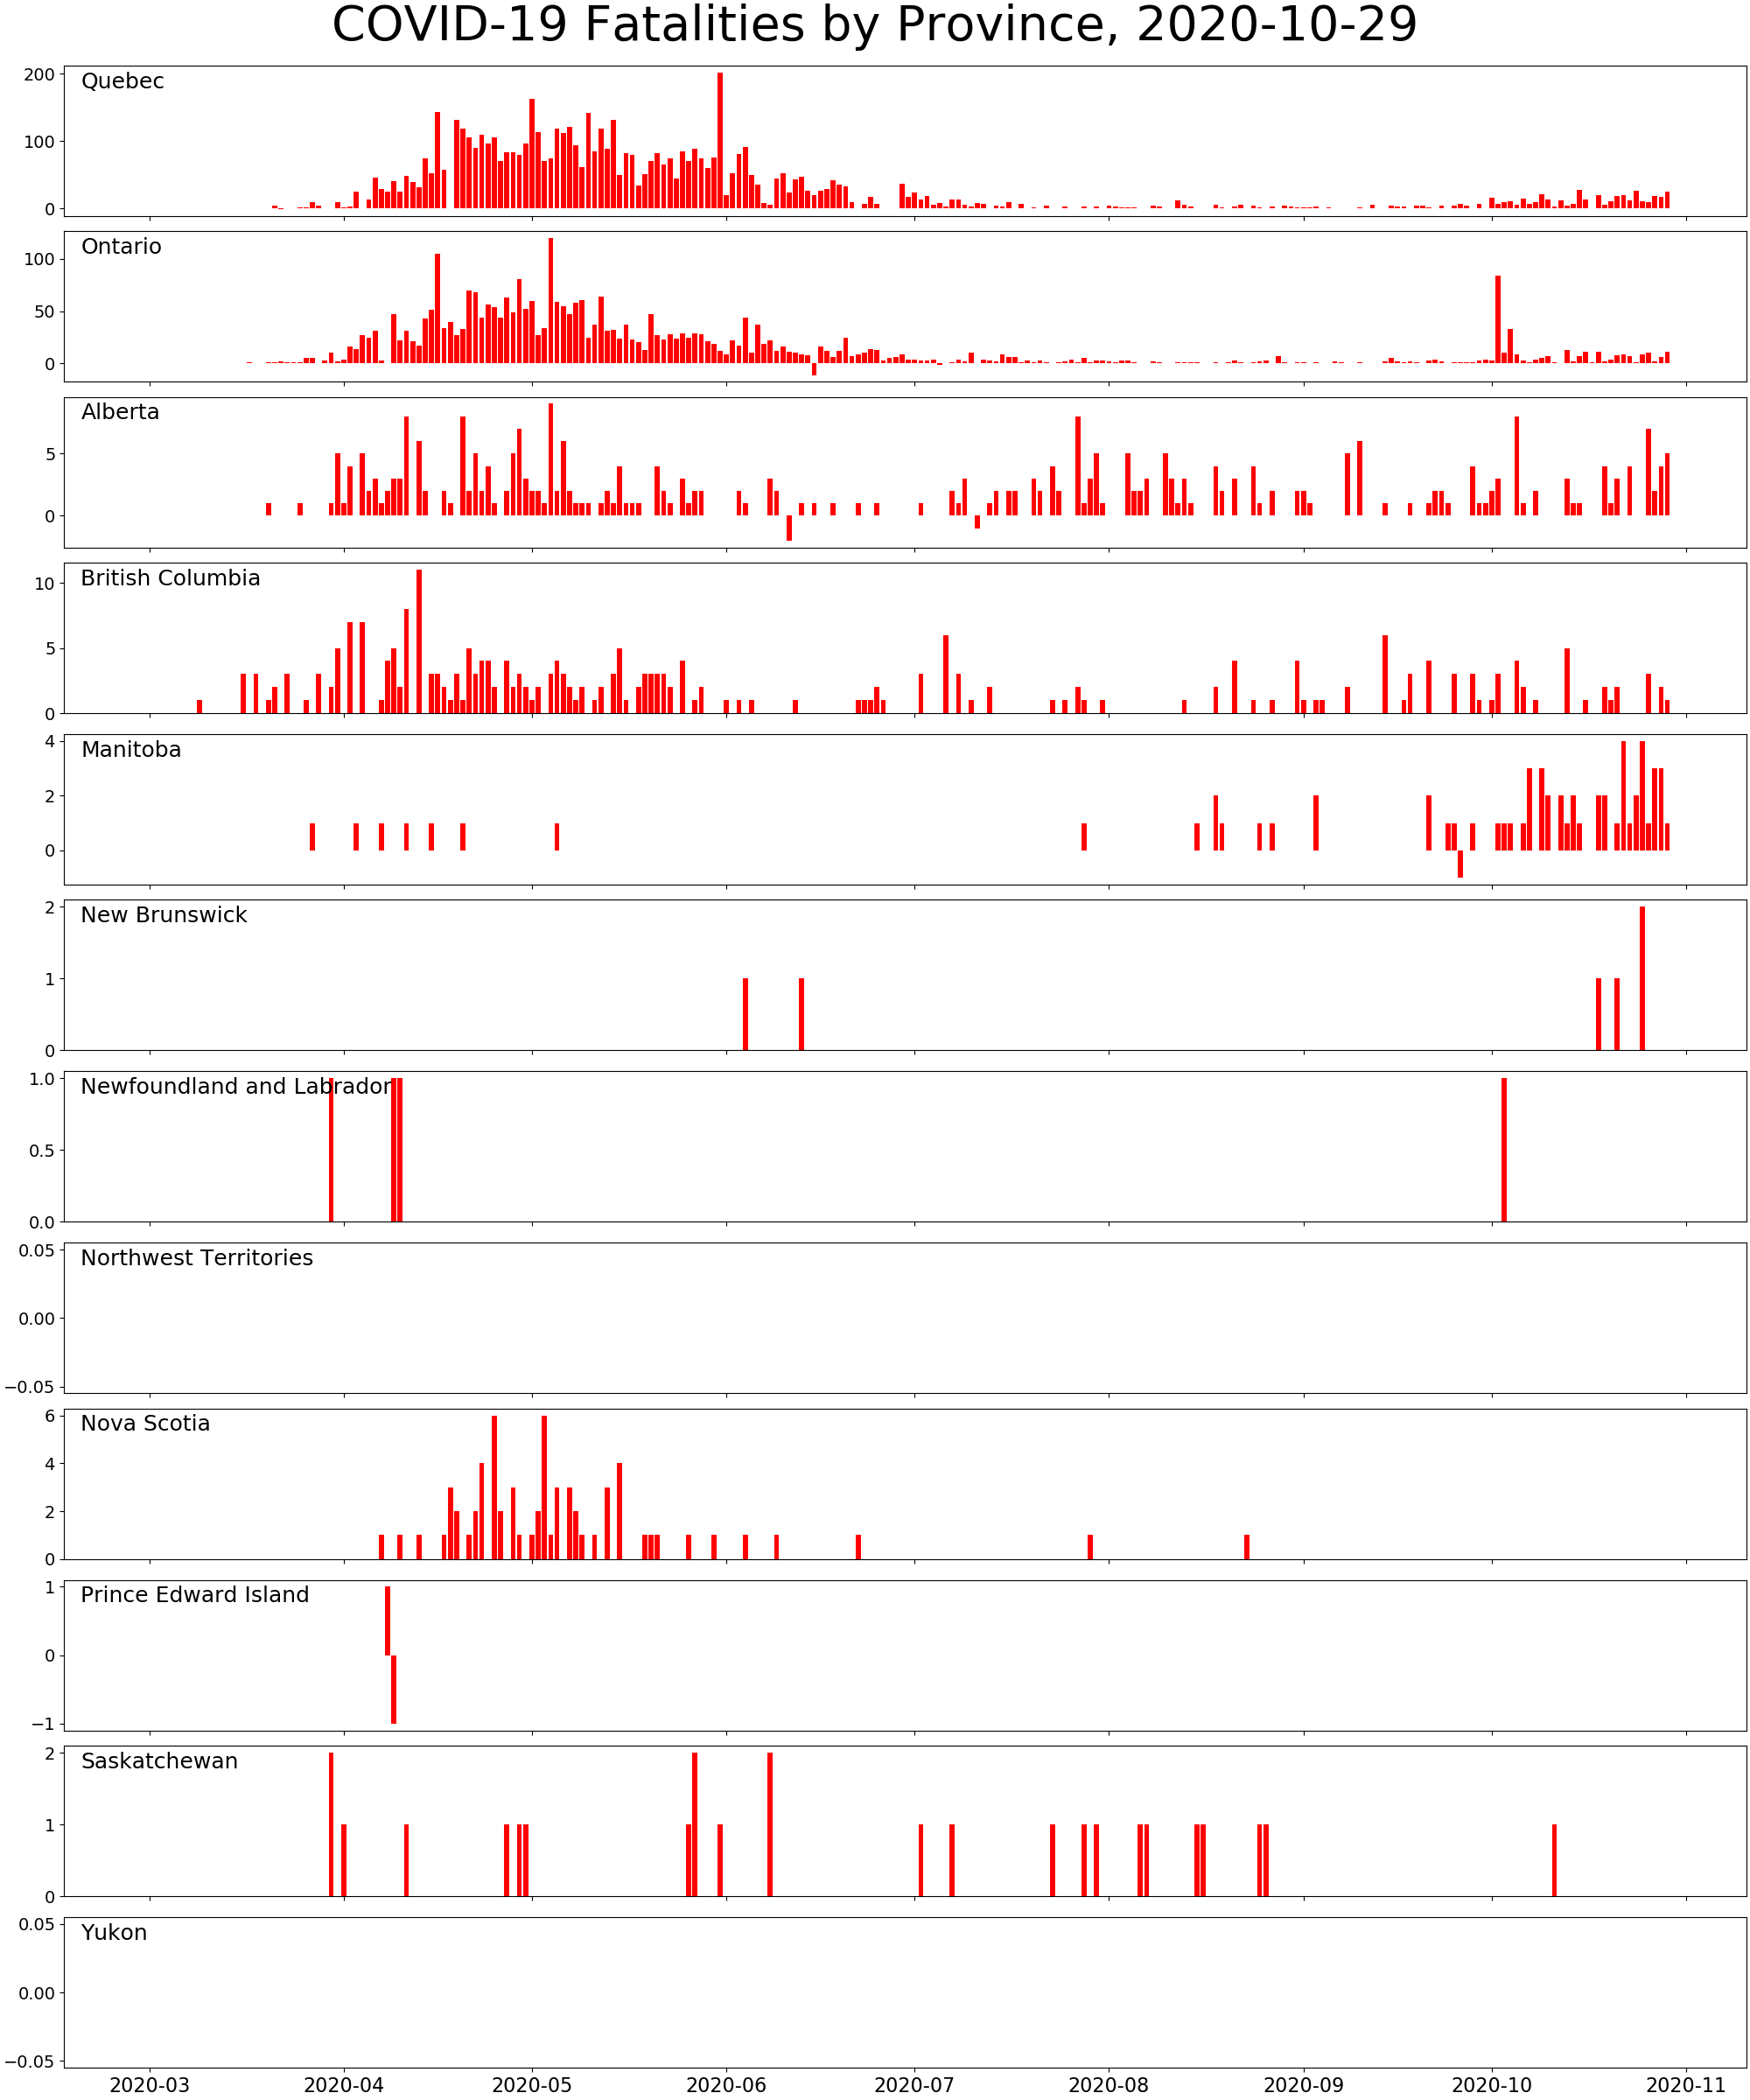 COVID-19 Fatalities by Province, 2020-10-29
Quebec
200
100
0
Ontario
100
50
0
Alberta
5
0
British Columbia
10
5
0
Manitoba
4
2
0
New Brunswick
2
1
0
Newfoundland and Labrador
1.0
0.5
0.0
Northwest Territories
0.05
0.00
−0.05
Nova Scotia
6
4
2
0
Prince Edward Island
1
0
−1
Saskatchewan
2
1
0
Yukon
0.05
0.00
−0.05
2020-03 2020-04 2020-05 2020-06 2020-07 2020-08 2020-09 2020-10 2020-11